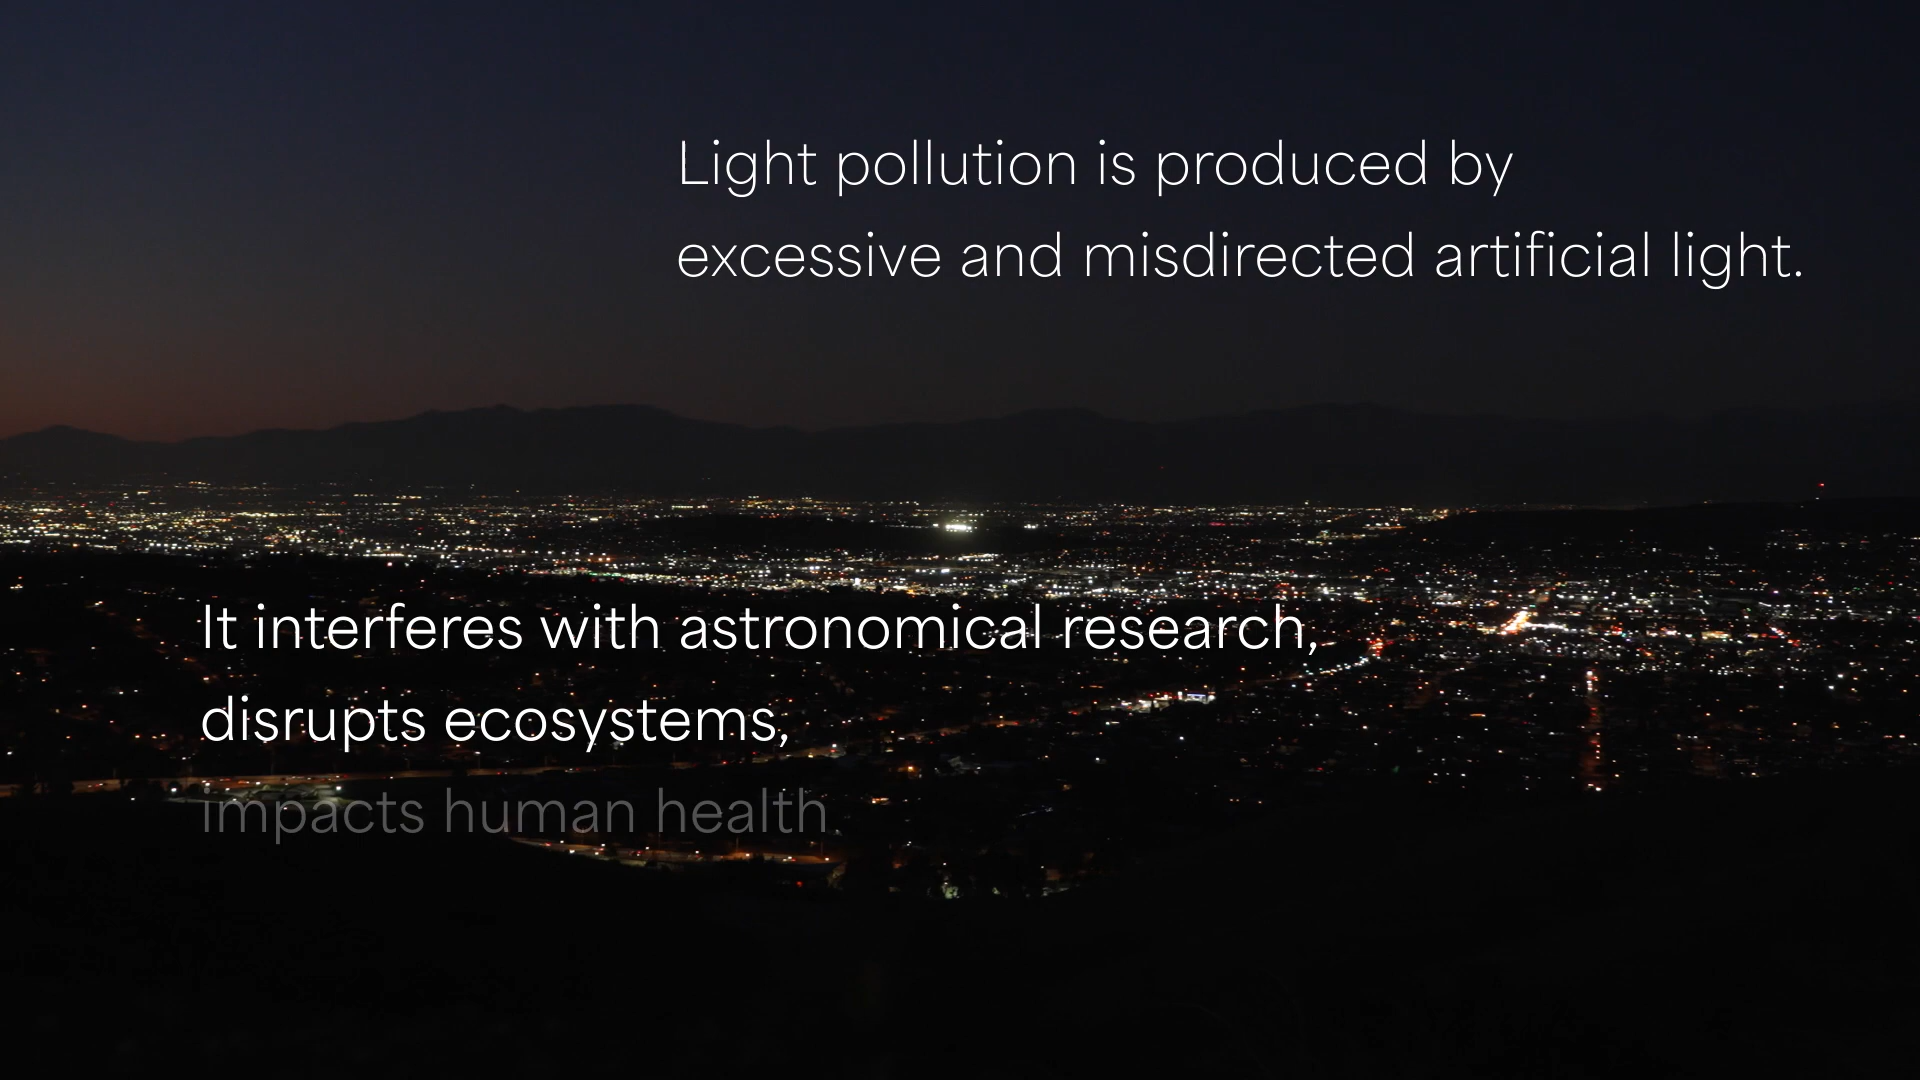 Light pollution is produced by
excessive and misdirected artificial light.
It interferes with astronomical research,
disrupts ecosystems,
impacts human health